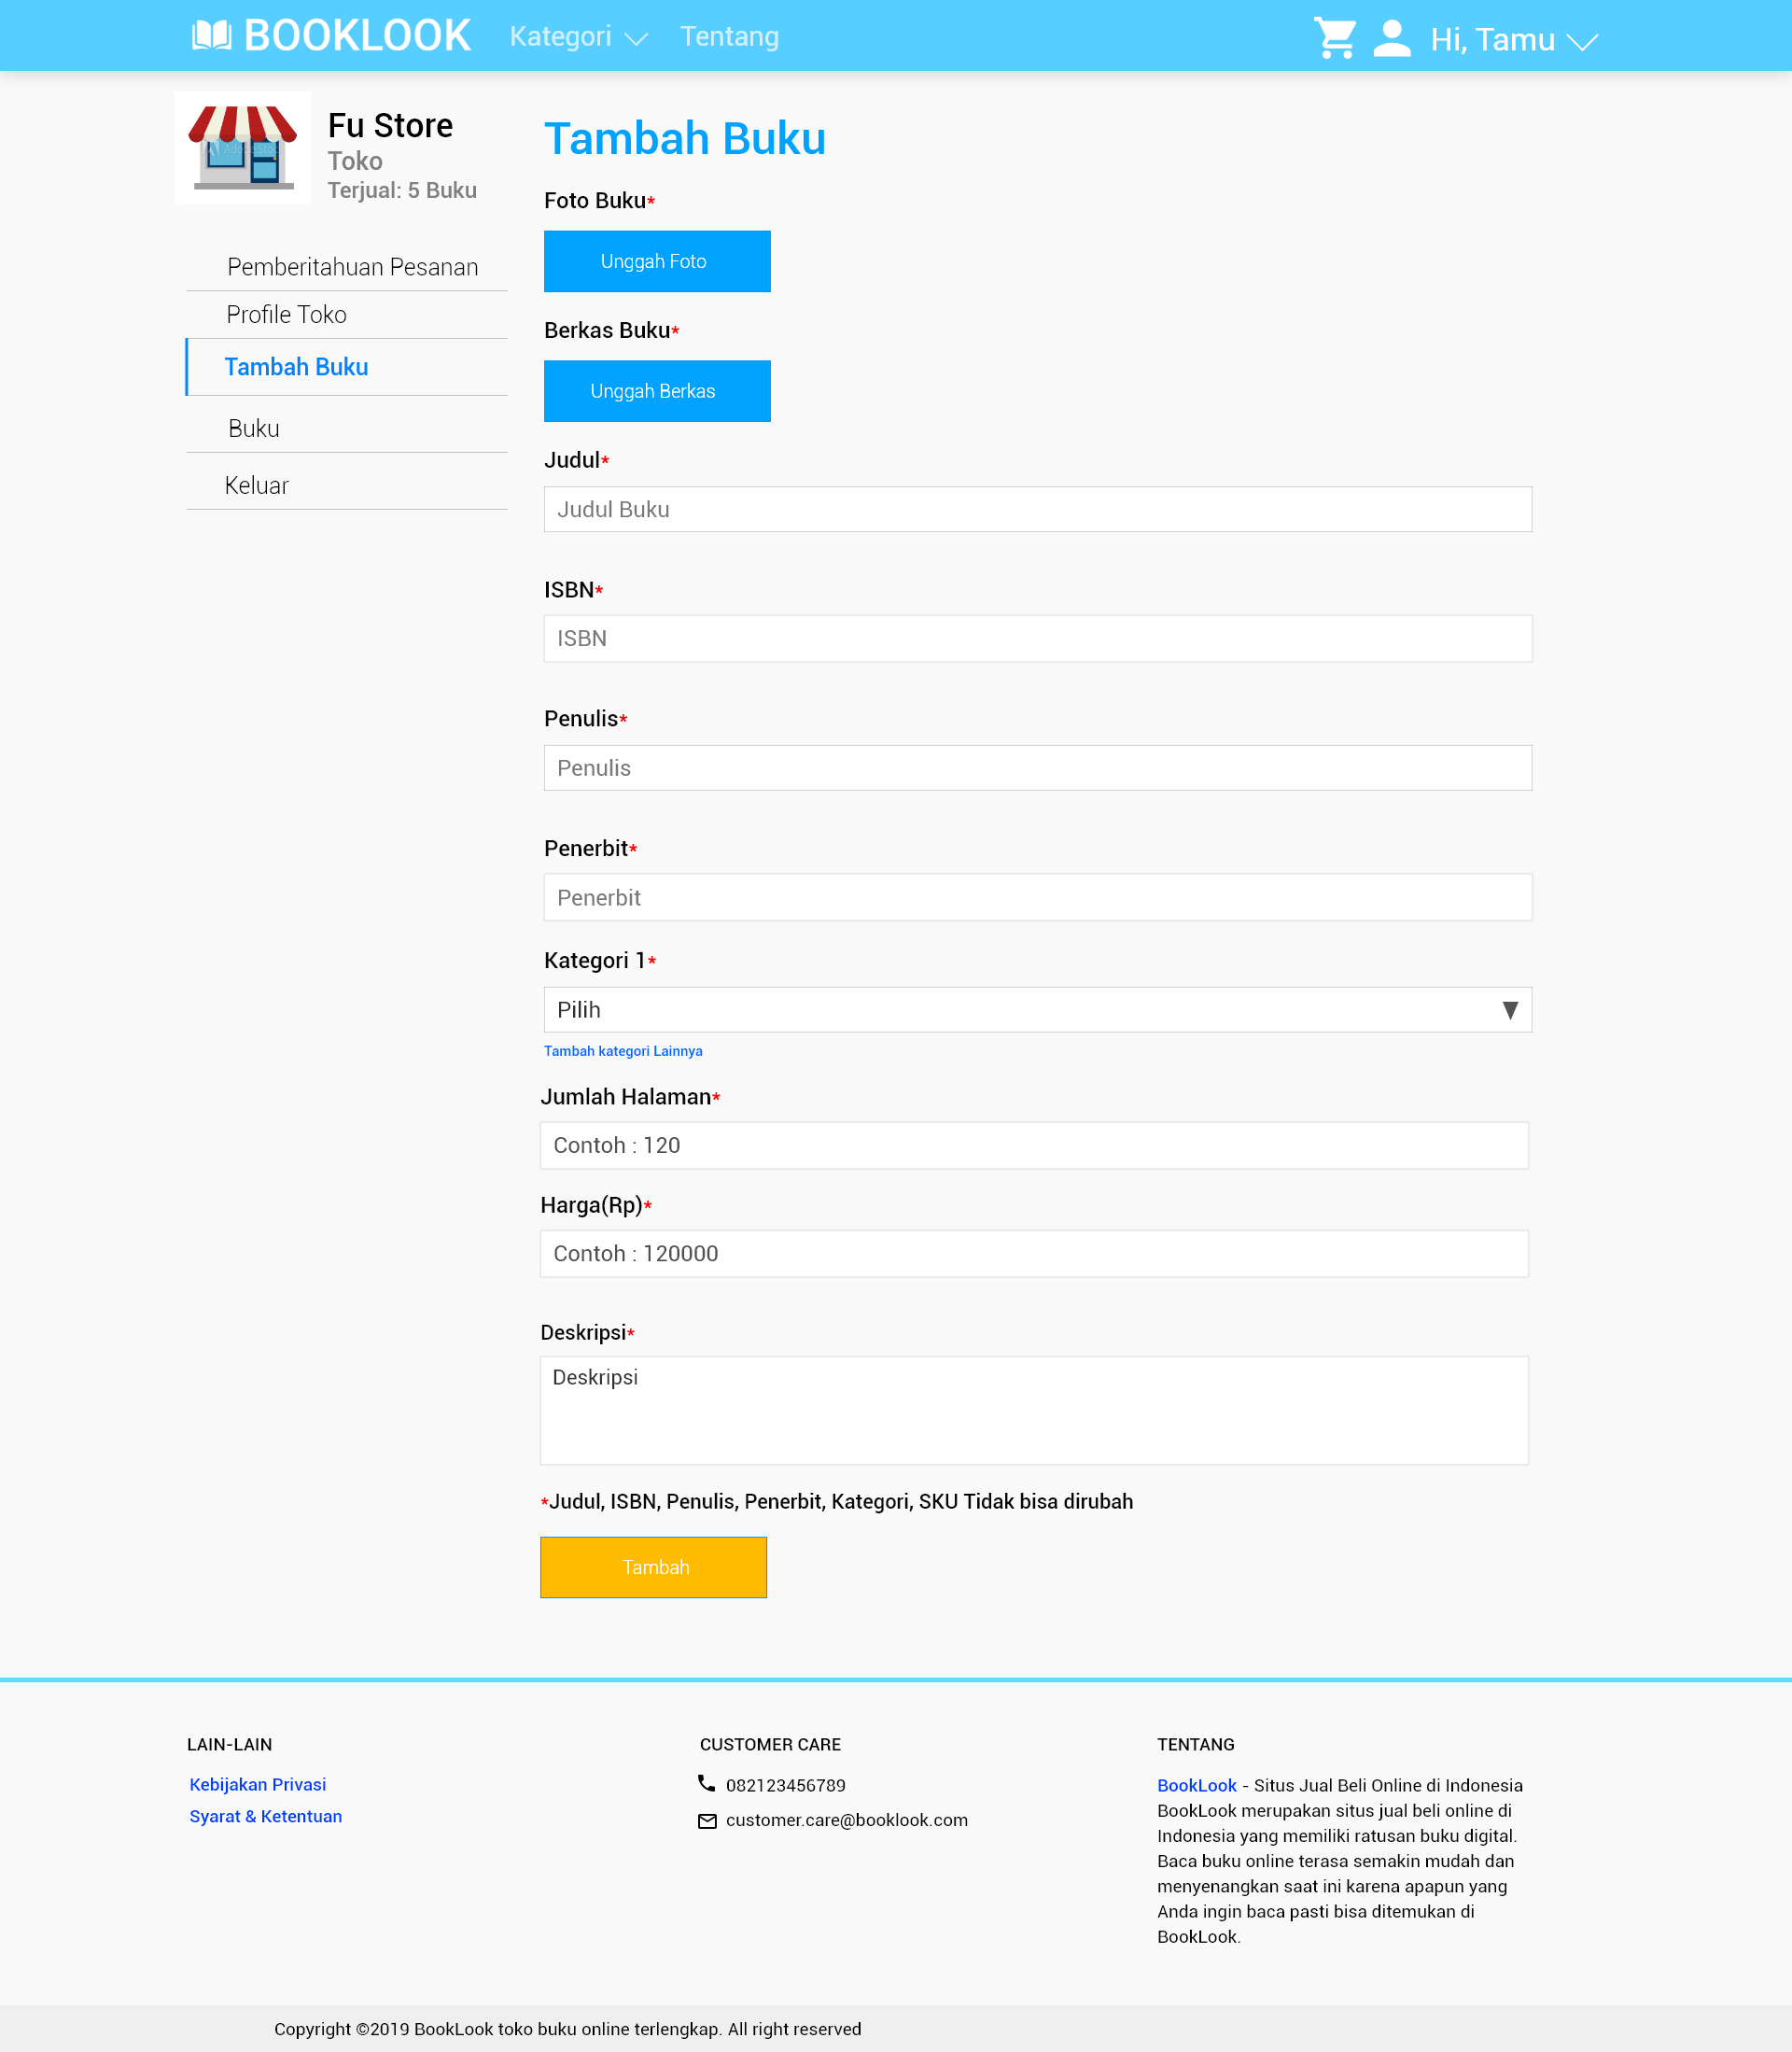 BOOKLOOK
Kategori
Tentang
Hi, Tamu
Fu Store
Toko
Terjual: 5 Buku
Pemberitahuan Pesanan
Profile Toko
Tambah Buku
Buku
Keluar
Tambah Buku
Foto Buku*
Unggah Foto
Berkas Buku*
Unggah Berkas
Judul*
Judul Buku
ISBN*
ISBN
Penulis*
Penulis
Penerbit*
Penerbit
Kategori 1*
Pilih
Tambah kategori Lainnya
Jumlah Halaman*
Contoh : 120
Harga(Rp)*
Contoh : 120000
Deskripsi*
Deskripsi
*Judul, ISBN, Penulis, Penerbit, Kategori, SKU Tidak bisa dirubah
Tambah
LAIN-LAIN
Kebijakan Privasi
Syarat & Ketentuan
CUSTOMER CARE
082123456789
customer.care@booklook.com
TENTANG
BookLook - Situs Jual Beli Online di Indonesia
BookLook merupakan situs jual beli online di
Indonesia yang memiliki ratusan buku digital.
Baca buku online terasa semakin mudah dan
menyenangkan saat ini karena apapun yang
Anda ingin baca pasti bisa ditemukan di
BookLook.
Copyright ©2019 BookLook toko buku online terlengkap. All right reserved